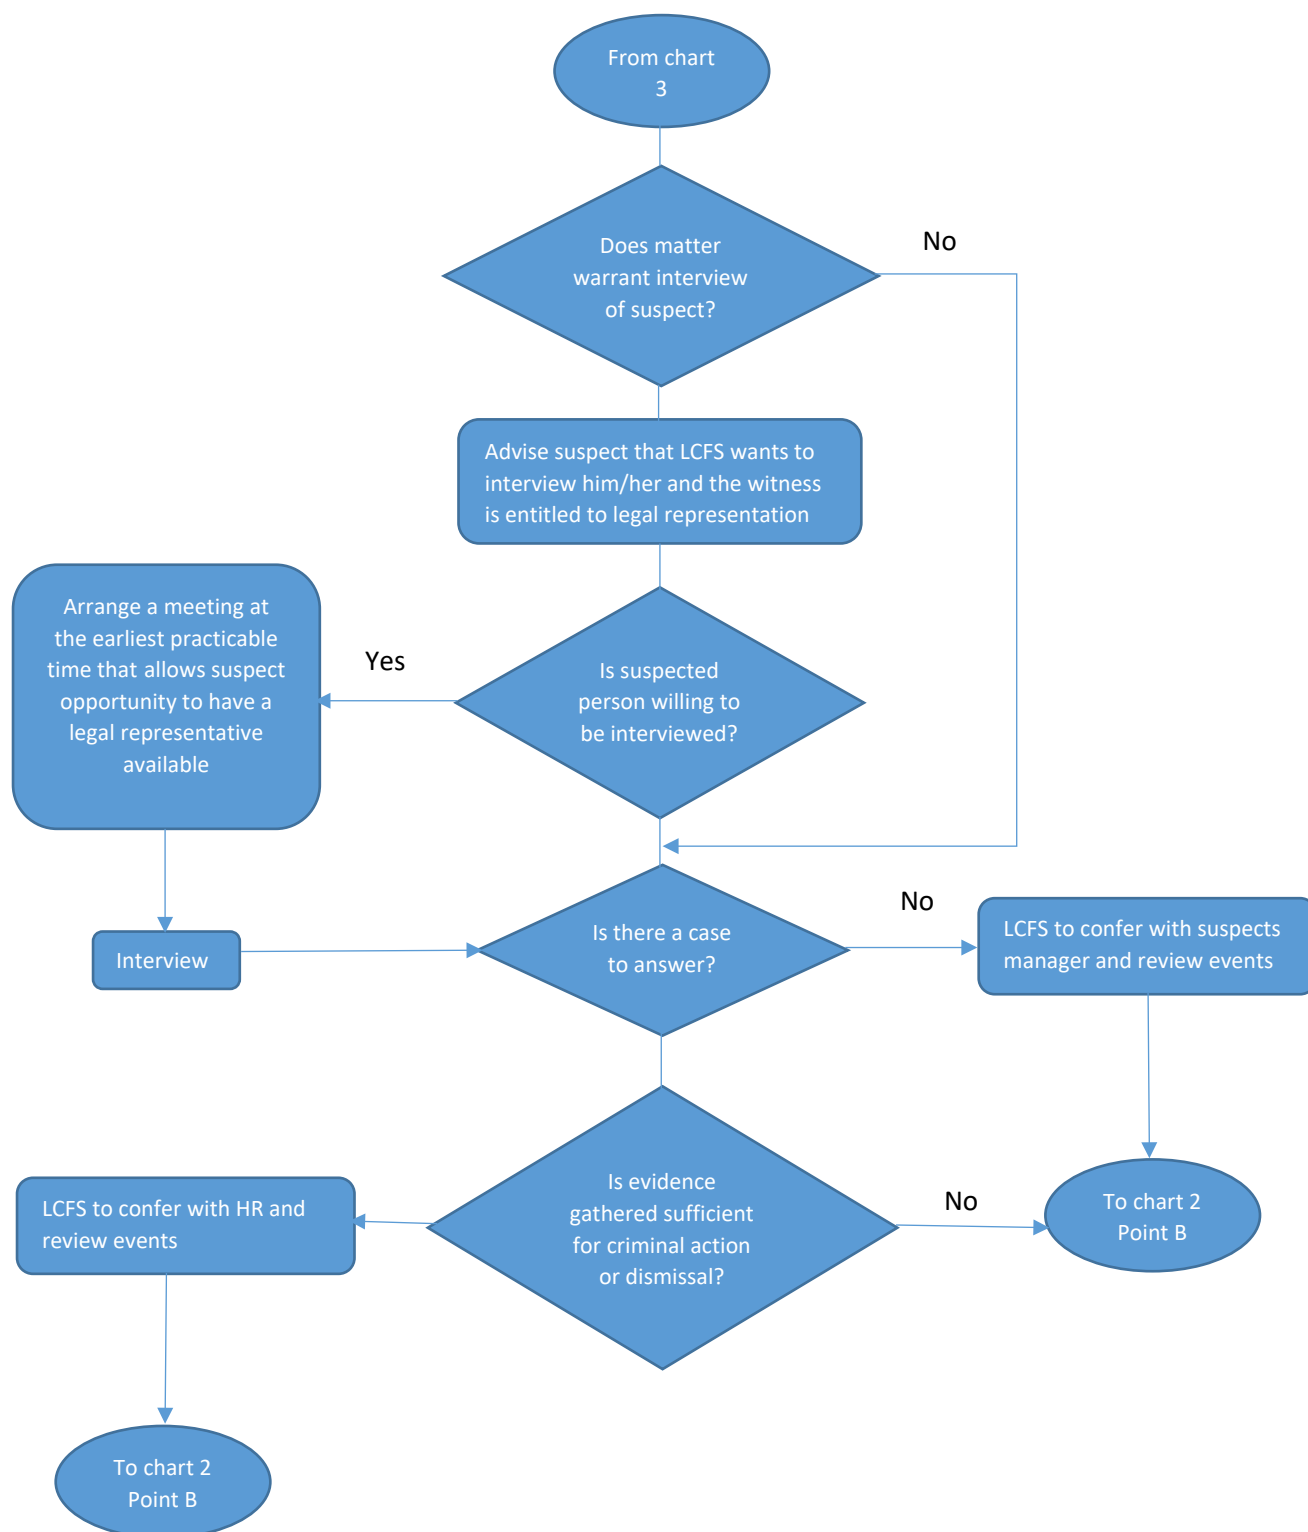 From chart
3
Does matter
warrant interview
of suspect?
No
Advise suspect that LCFS wants to
interview him/her and the witness
is entitled to legal representation
Arrange a meeting at
the earliest practicable
time that allows suspect
opportunity to have a
legal representative
available
Yes
Is suspected
person willing to
be interviewed?
Interview
Is there a case
to answer?
No
LCFS to confer with suspects
manager and review events
LCFS to confer with HR and
review events
Is evidence
gathered sufficient
for criminal action
or dismissal?
No
To chart 2
Point B
To chart 2
Point B